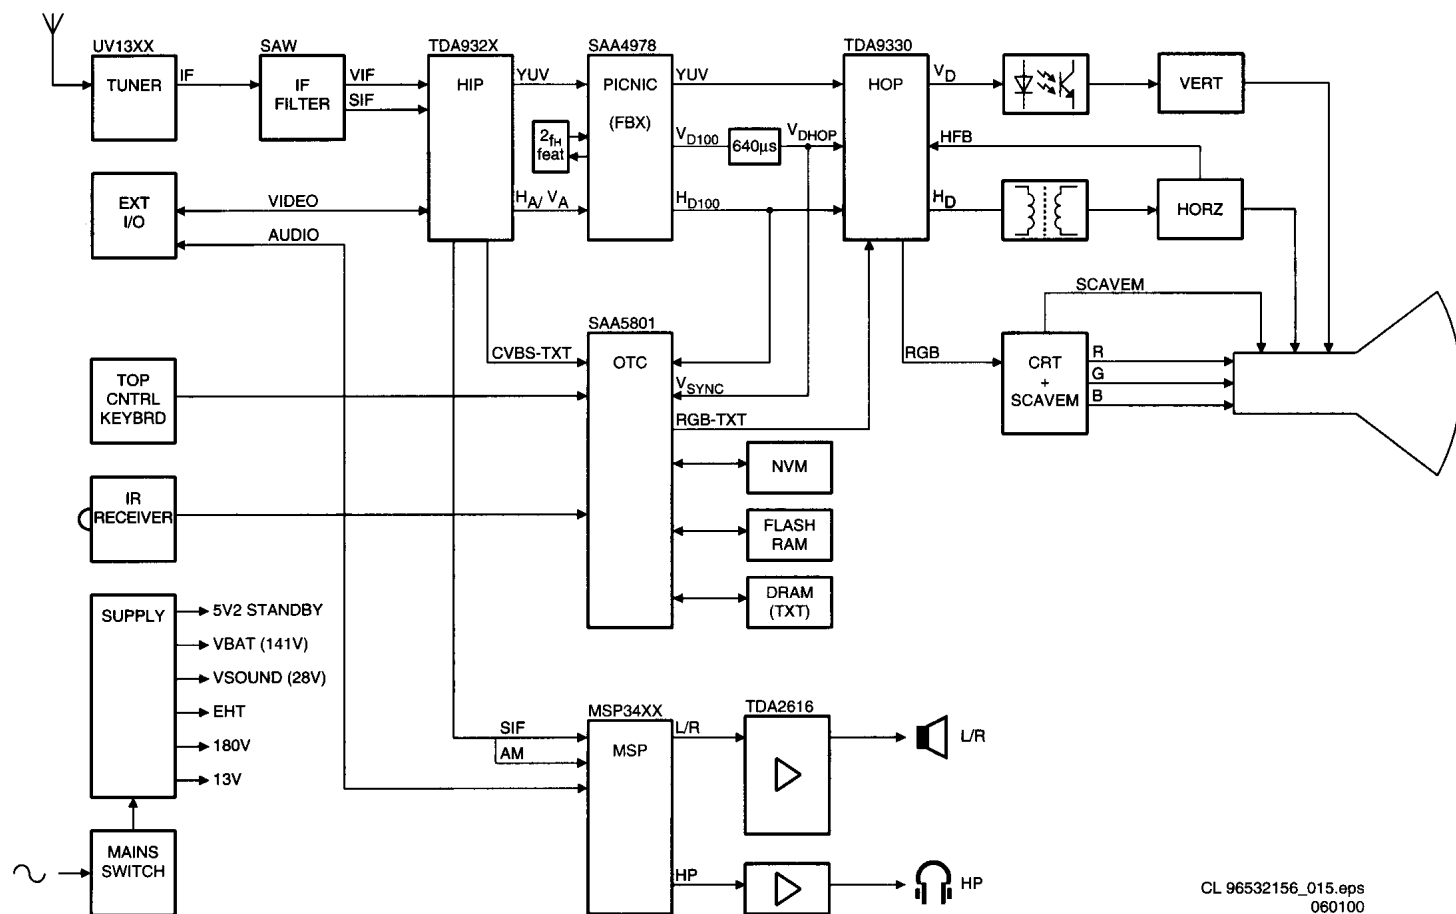 UV13XX
SAW
TDA932X
SAA4978
TDA9330
TUNER
IF
IF
FILTER
VIF
SIF
HIP
YUV
PICNIC
(FBX)
YUV
HOP
VD
VERT
2fH
feat
VD100
640µs
VDHOP
HFB
EXT
I/O
VIDEO
AUDIO
HA/ VA
HD100
HD
HORZ
SAA5801
CVBS-TXT
OTC
VSYNC
RGB-TXT
RGB
SCAVEM
CRT
+
SCAVEM
R
G
B
TOP
CNTRL
KEYBRD
NVM
IR
RECEIVER
FLASH
RAM
DRAM
(TXT)
SUPPLY
5V2 STANDBY
VBAT (141V)
VSOUND (28V)
EHT
180V
13V
MAINS
SWITCH
MSP34XX
TDA2616
SIF
AM
MSP
L/R
L/R
HP
HP
CL 96532156_015.eps
060100